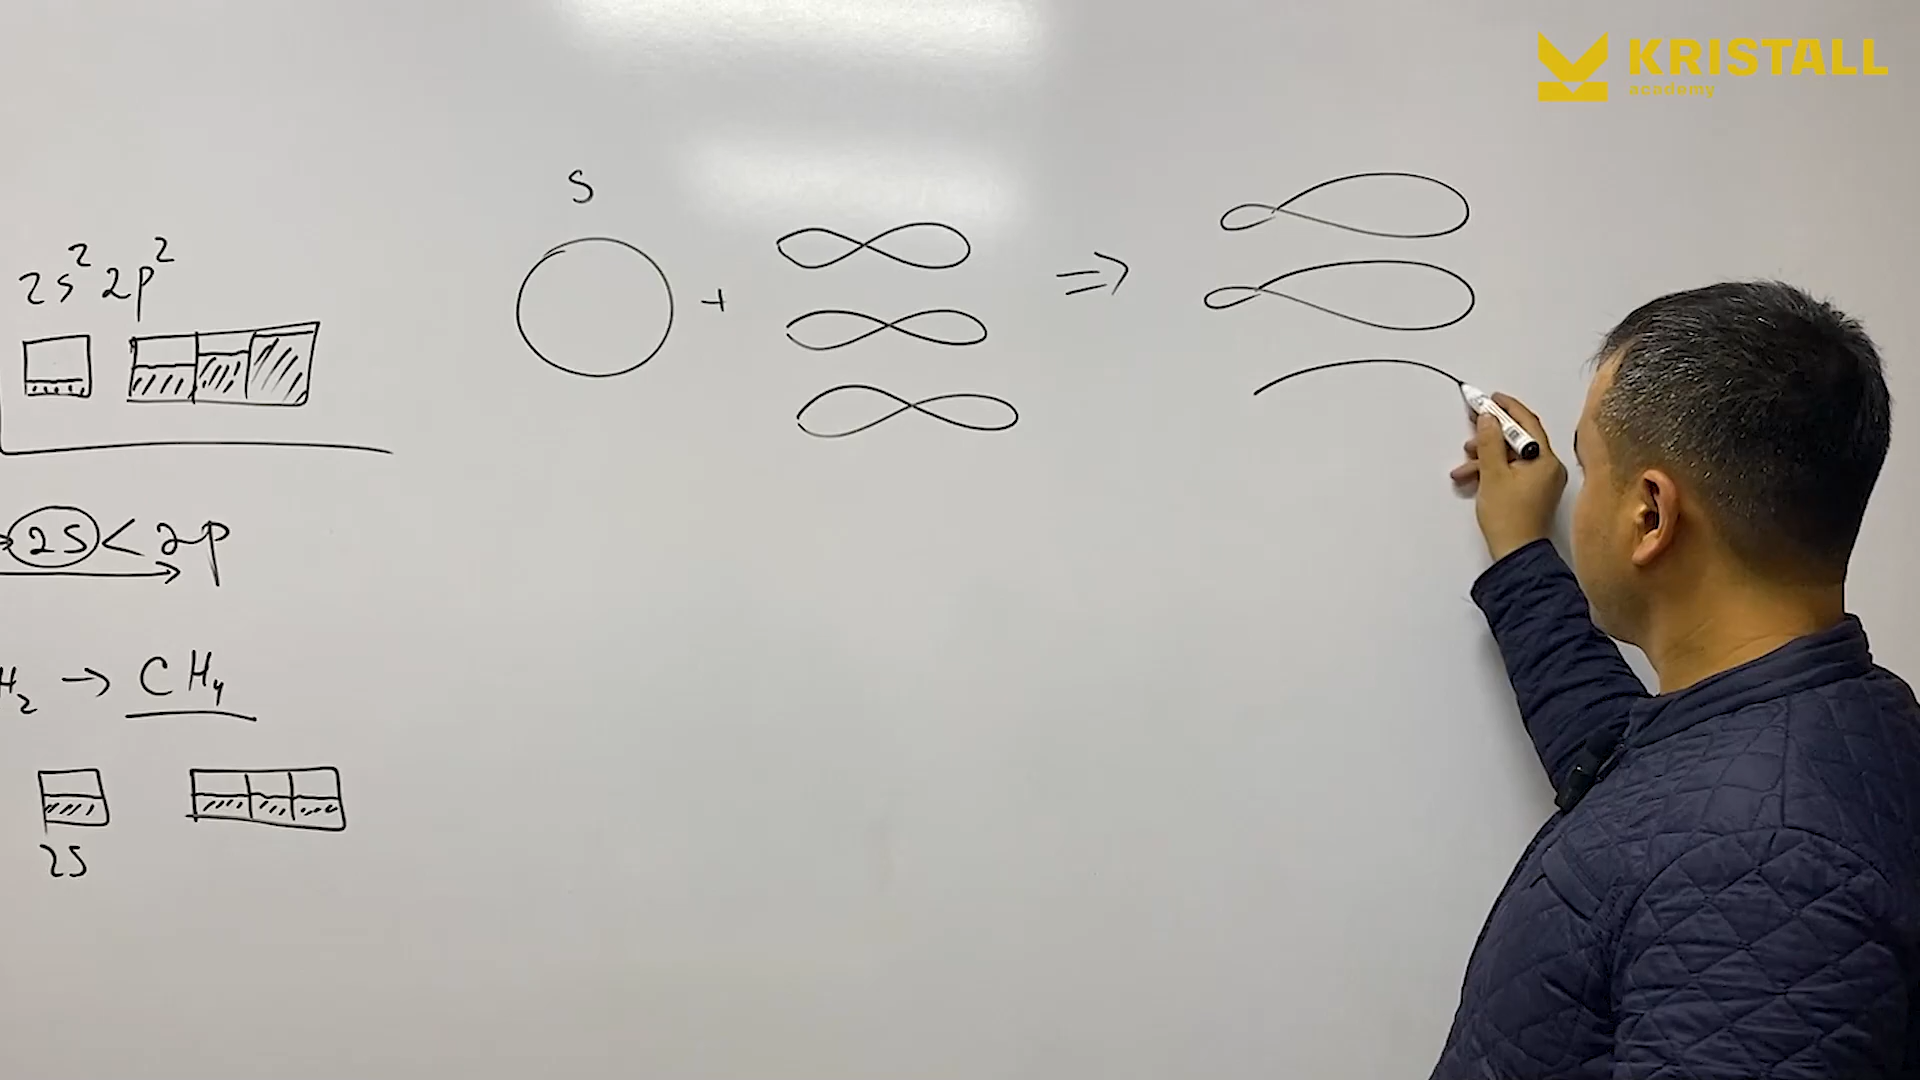 KRISTALL
academy
S
+ ⇒
2s² 2p²
2s < 2p
H₂ → CH₄
2s